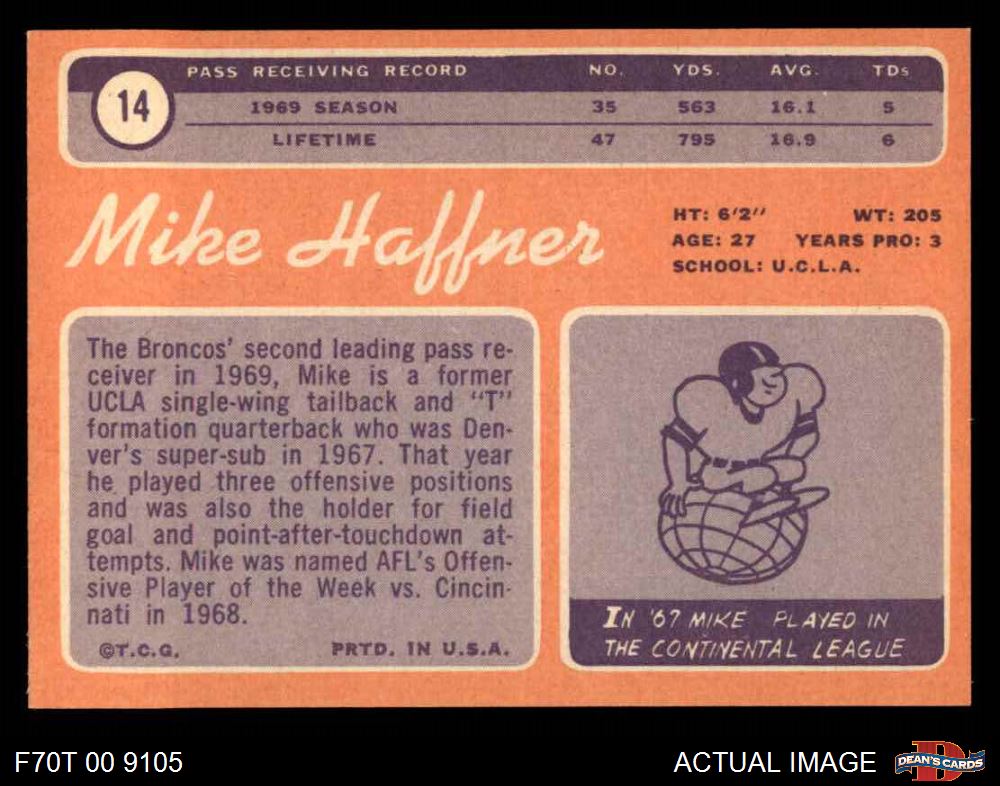 14
PASS RECEIVING RECORD NO. YDS. AVG. TDs
1969 SEASON 35 563 16.1 5
LIFETIME 47 795 16.9 6
Mike Haffner
HT: 6'2" WT: 205
AGE: 27 YEARS PRO: 3
SCHOOL: U.C.L.A.
The Broncos' second leading pass re-
ceiver in 1969, Mike is a former
UCLA single-wing tailback and "T"
formation quarterback who was Den-
ver's super-sub in 1967. That year
he played three offensive positions
and was also the holder for field
goal and point-after-touchdown at-
tempts. Mike was named AFL's Offen-
sive Player of the Week vs. Cincin-
nati in 1968.
©T.C.G. PRTD. IN U.S.A.
IN '67 MIKE PLAYED IN
THE CONTINENTAL LEAGUE
F70T 00 9105
ACTUAL IMAGE
D
DEAN'S CARDS